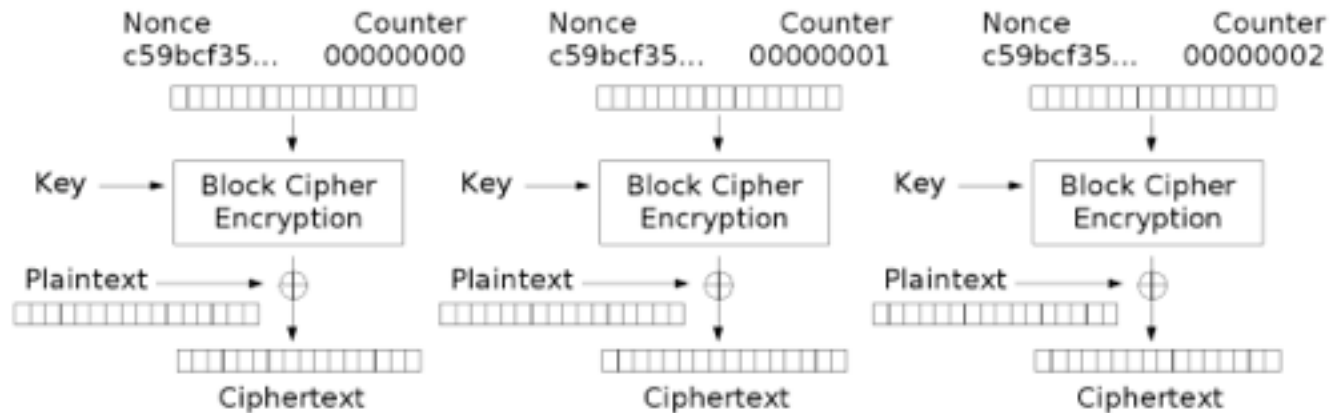 Nonce Counter
c59bcf35... 00000000
Key
Block Cipher
Encryption
Plaintext
Ciphertext
Nonce Counter
c59bcf35... 00000001
Key
Block Cipher
Encryption
Plaintext
Ciphertext
Nonce Counter
c59bcf35... 00000002
Key
Block Cipher
Encryption
Plaintext
Ciphertext